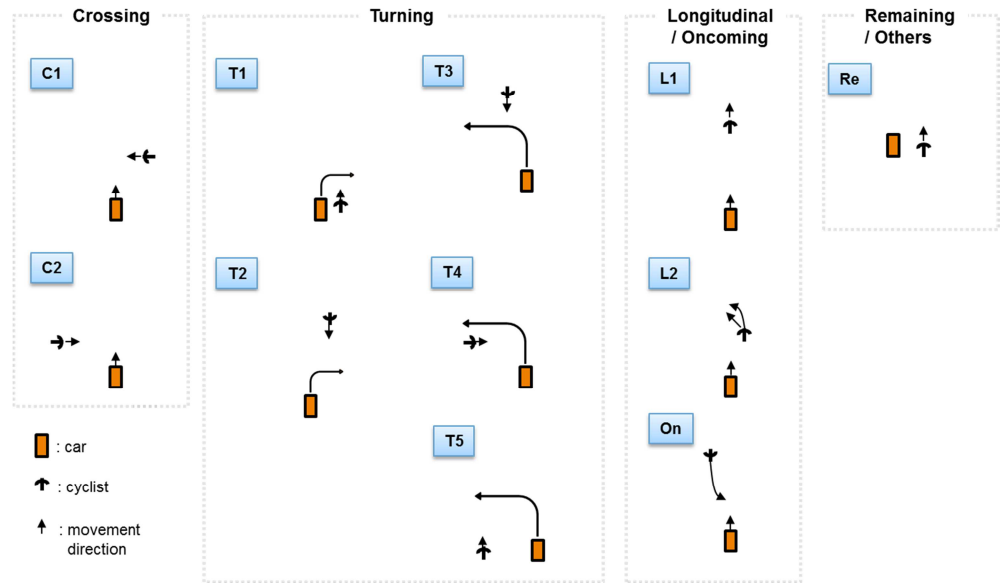 Crossing
Turning
Longitudinal
/ Oncoming
Remaining
/ Others
C1
T1
T3
L1
Re
C2
T2
T4
L2
T5
On
: car
: cyclist
: movement
direction